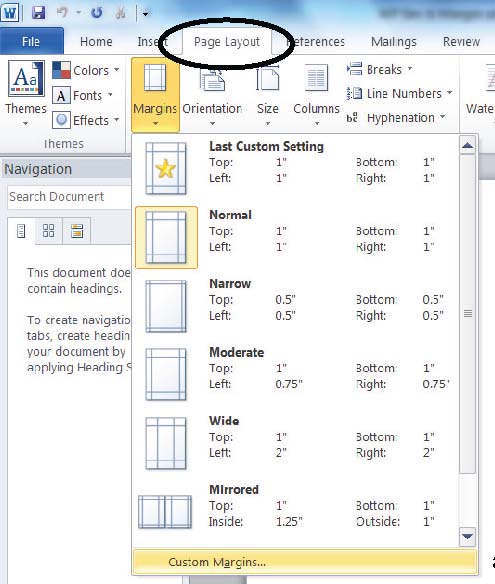 W
File Home Insert Page Layout References Mailings Review
Themes Colors Fonts Effects
Themes
Margins Orientation Size Columns
Breaks
Line Numbers
Hyphenation
Navigation
Search Document
This document doe
contain headings.
To create navigatio
tabs, create headin
your document by
applying Heading S
Last Custom Setting
Top: 1" Bottom: 1"
Left: 1" Right: 1"
Normal
Top: 1" Bottom: 1"
Left: 1" Right: 1"
Narrow
Top: 0.5" Bottom: 0.5"
Left: 0.5" Right: 0.5"
Moderate
Top: 1" Bottom: 1"
Left: 0.75" Right: 0.75"
Wide
Top: 1" Bottom: 1"
Left: 2" Right: 2"
Mirrored
Top: 1" Bottom: 1"
Inside: 1.25" Outside: 1"
Custom Margins...